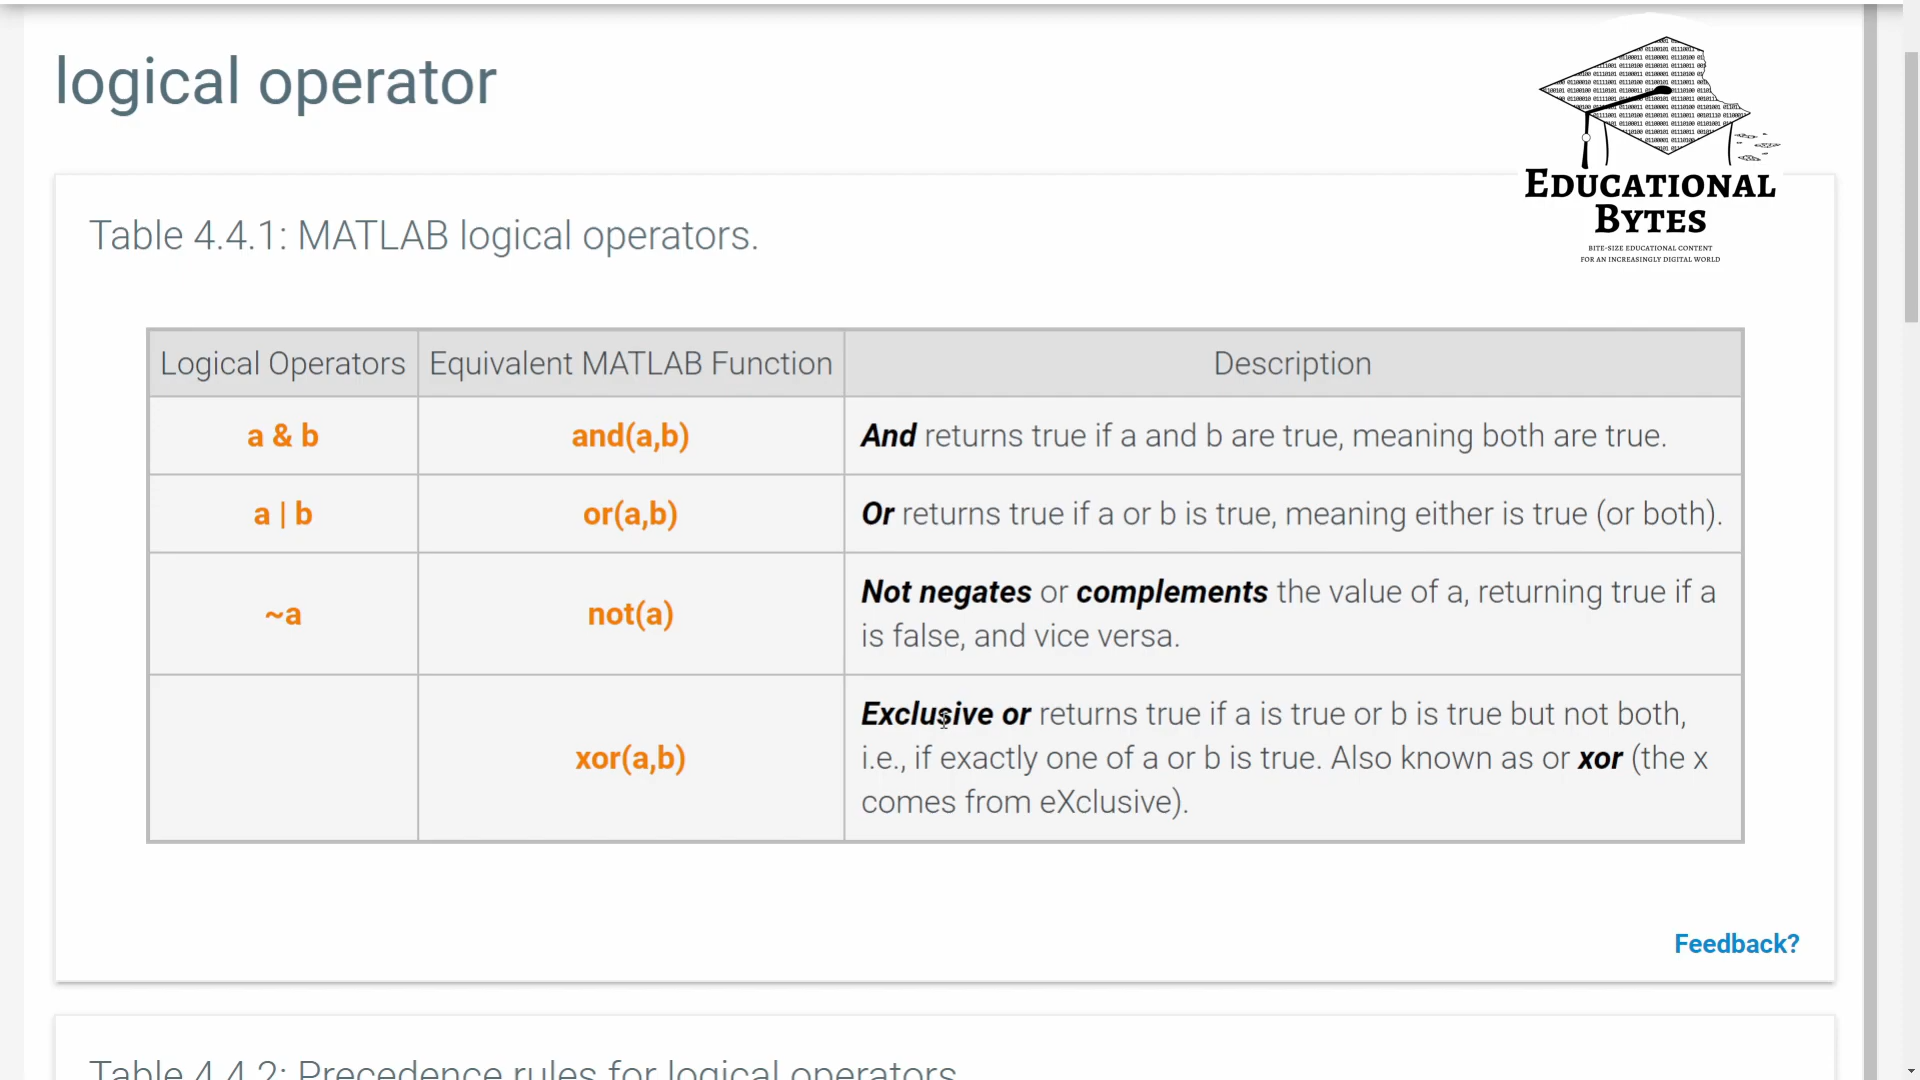 logical operator
EDUCATIONAL
BYTES
BITE-SIZE EDUCATIONAL CONTENT
FOR AN INCREASINGLY DIGITAL WORLD
Table 4.4.1: MATLAB logical operators.
Logical Operators Equivalent MATLAB Function Description
a & b and(a,b) And returns true if a and b are true, meaning both are true.
a | b or(a,b) Or returns true if a or b is true, meaning either is true (or both).
~a not(a) Not negates or complements the value of a, returning true if a
is false, and vice versa.
xor(a,b) Exclusive or returns true if a is true or b is true but not both,
i.e., if exactly one of a or b is true. Also known as or xor (the x
comes from eXclusive).
Feedback?
Table 4.4.2: Precedence rules for logical operators